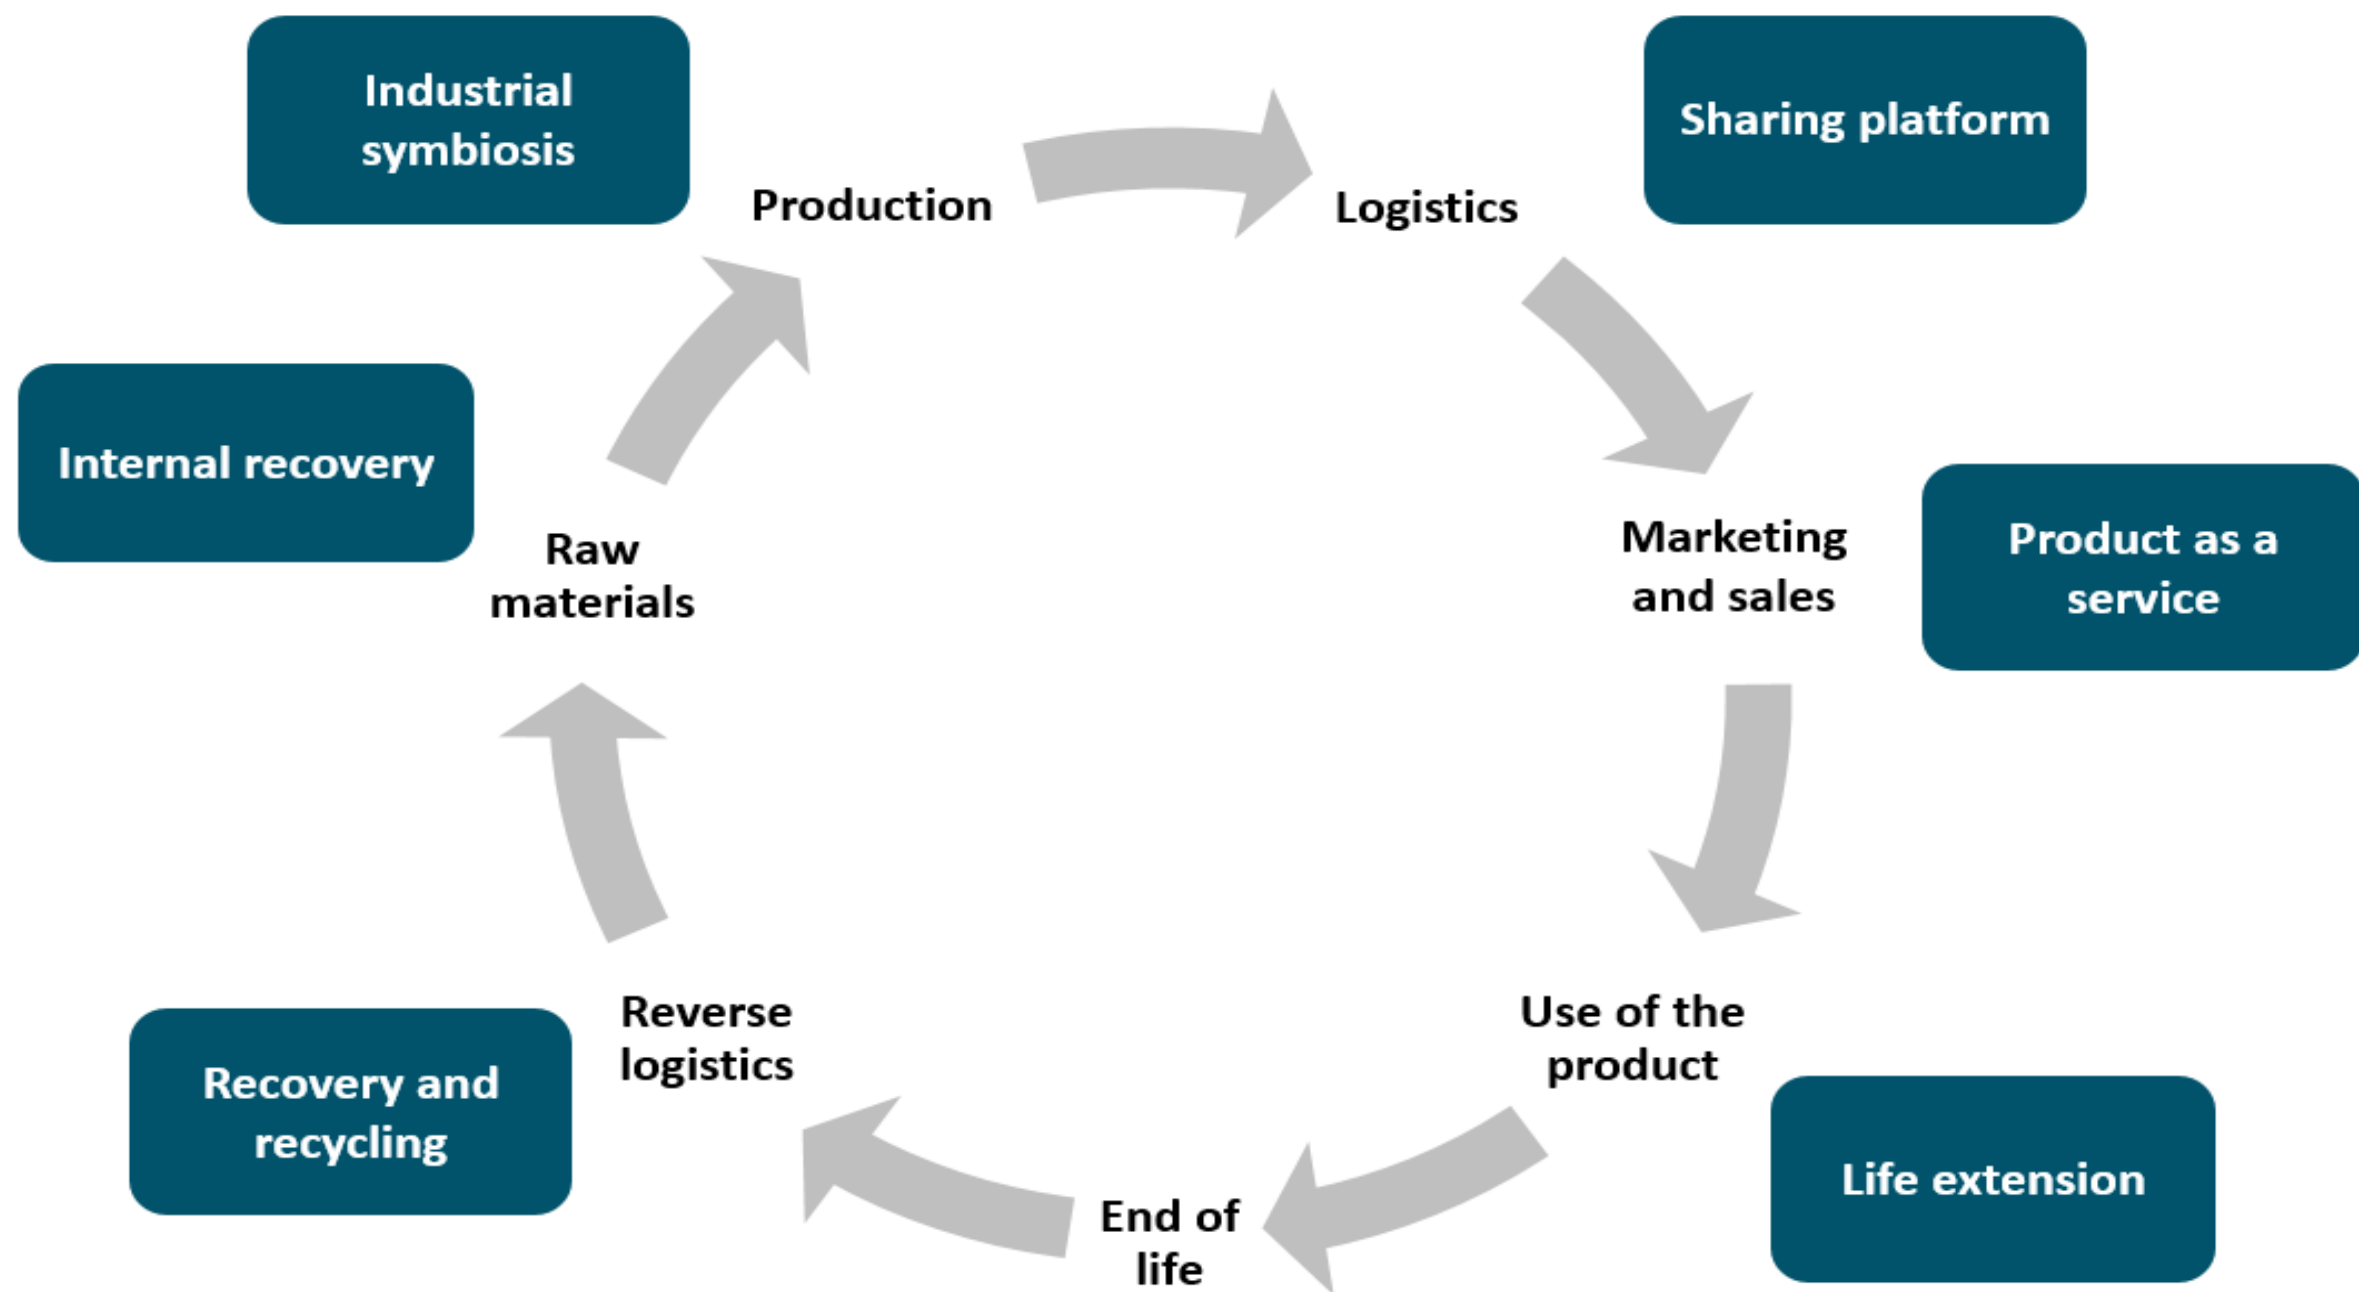 Industrial
symbiosis
Sharing platform
Production
Logistics
Internal recovery
Raw
materials
Marketing
and sales
Product as a
service
Reverse
logistics
Use of the
product
Recovery and
recycling
Life extension
End of
life